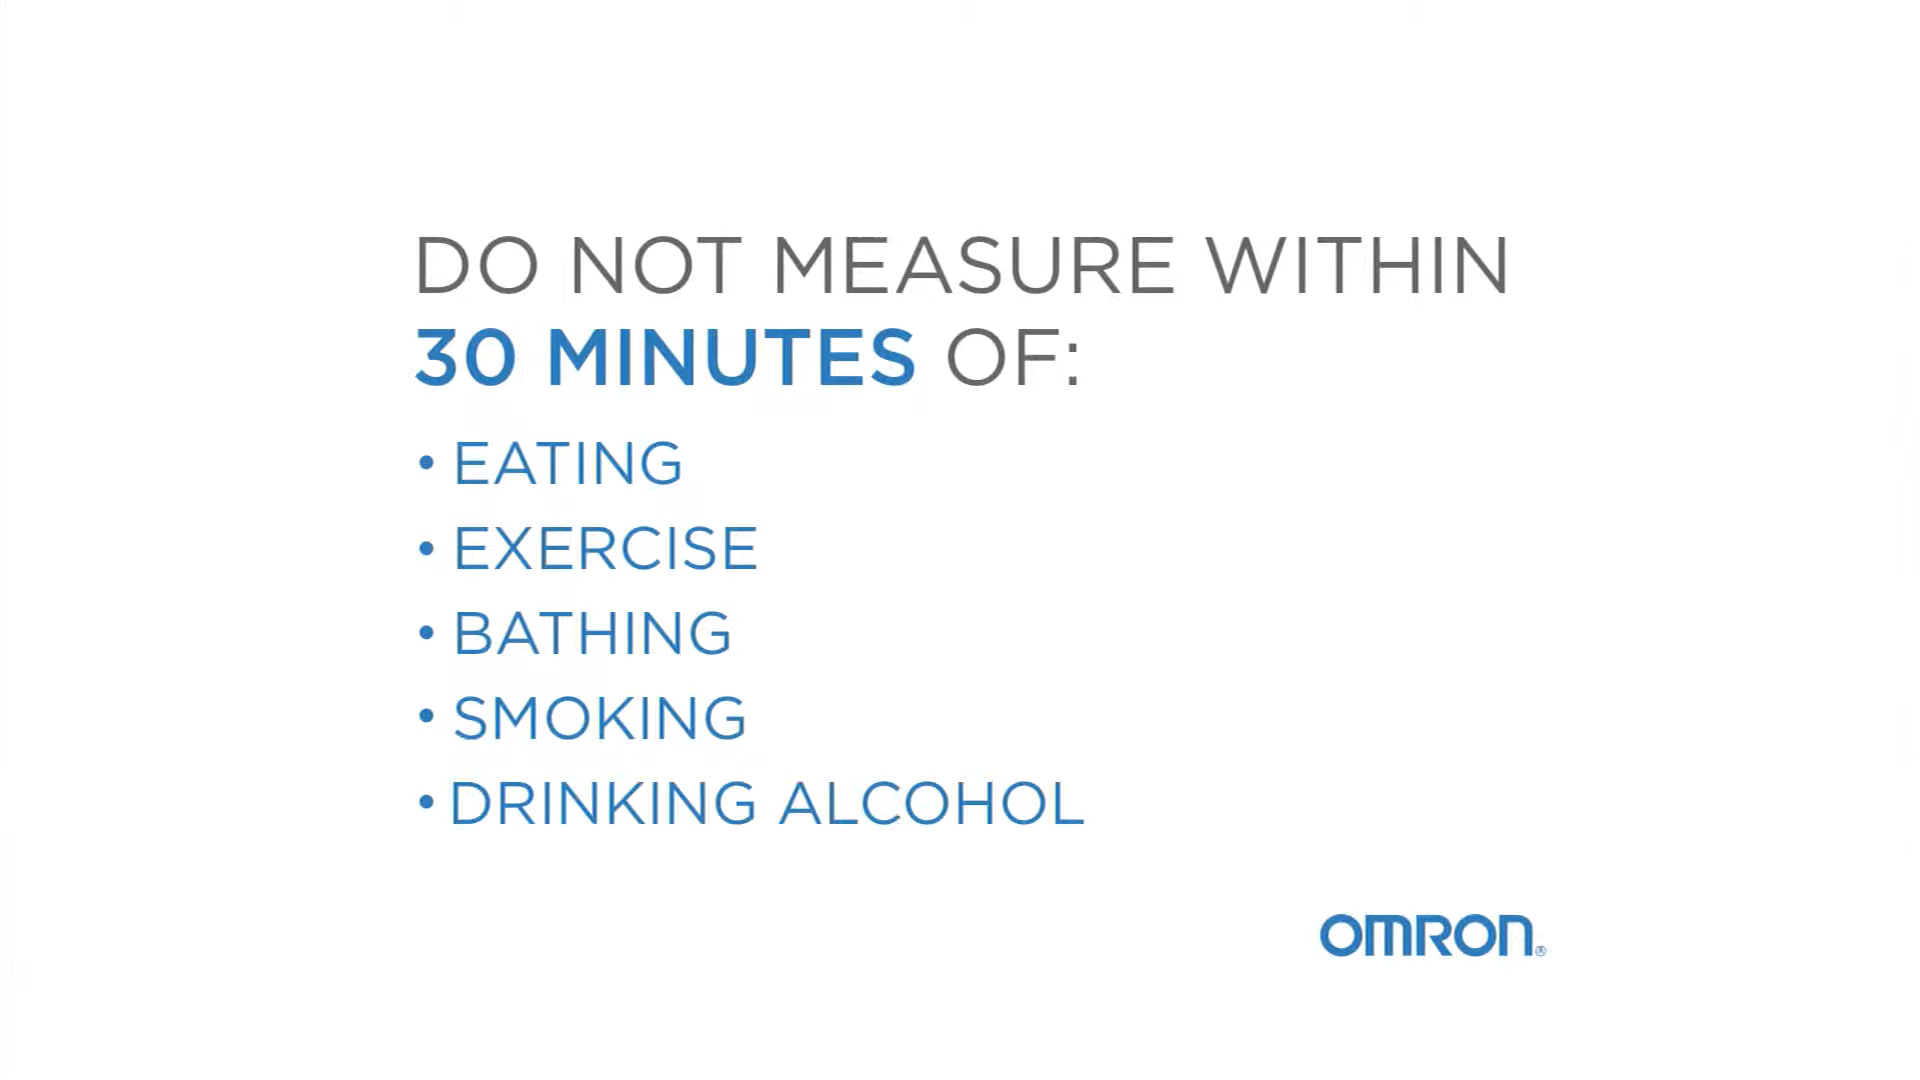 DO NOT MEASURE WITHIN
30 MINUTES OF:
• EATING
• EXERCISE
• BATHING
• SMOKING
• DRINKING ALCOHOL
OMRON®